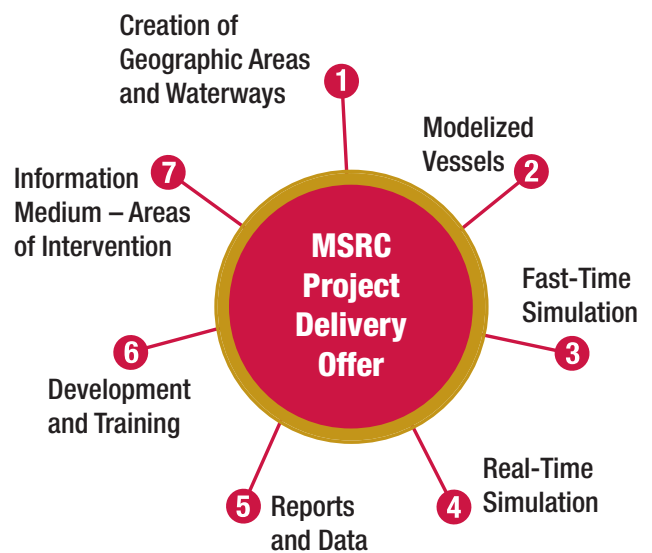 Creation of
Geographic Areas
and Waterways
1
Modelized
Vessels
2
Fast-Time
Simulation
3
Real-Time
Simulation
4
Reports
and Data
5
Development
and Training
6
Information
Medium – Areas
of Intervention
7
MSRC
Project
Delivery
Offer